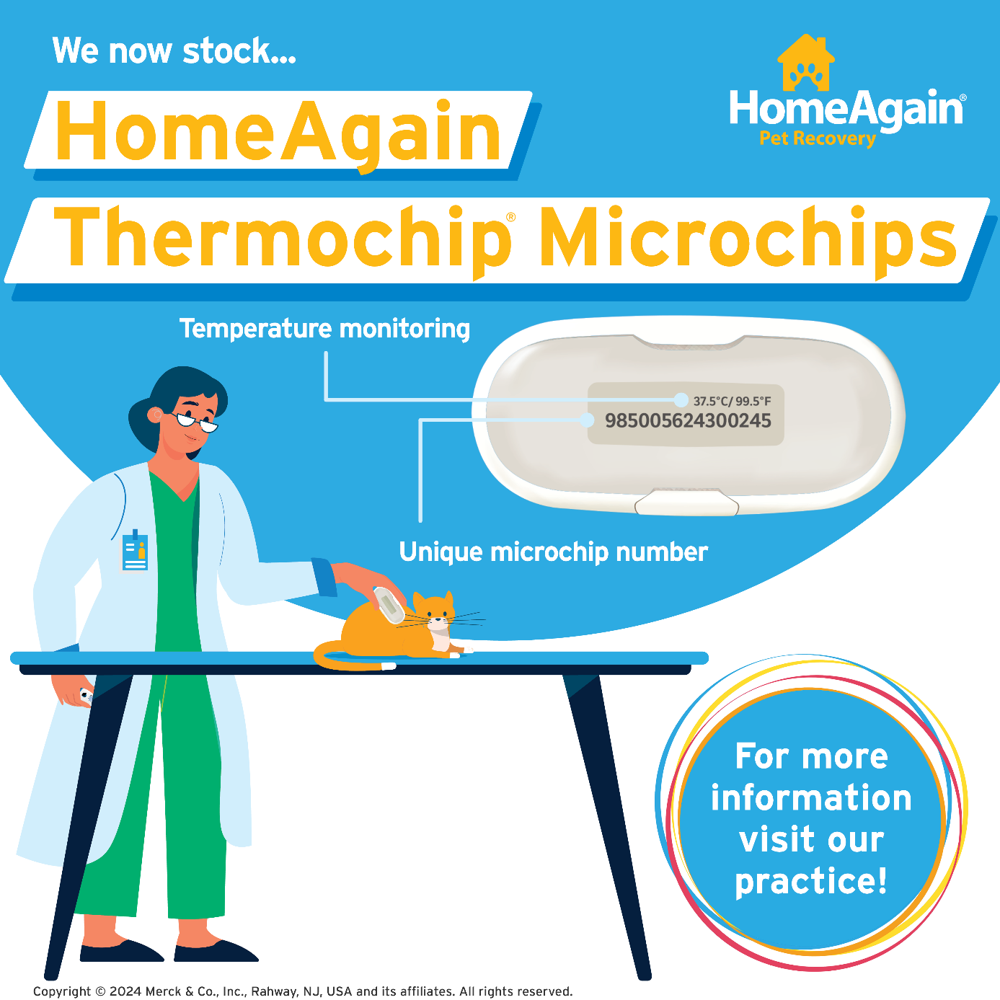 We now stock...
HomeAgain
Thermochip® Microchips
HomeAgain®
Pet Recovery
Temperature monitoring
37.5°C/ 99.5°F
985005624300245
Unique microchip number
For more
information
visit our
practice!
Copyright © 2024 Merck & Co., Inc., Rahway, NJ, USA and its affiliates. All rights reserved.